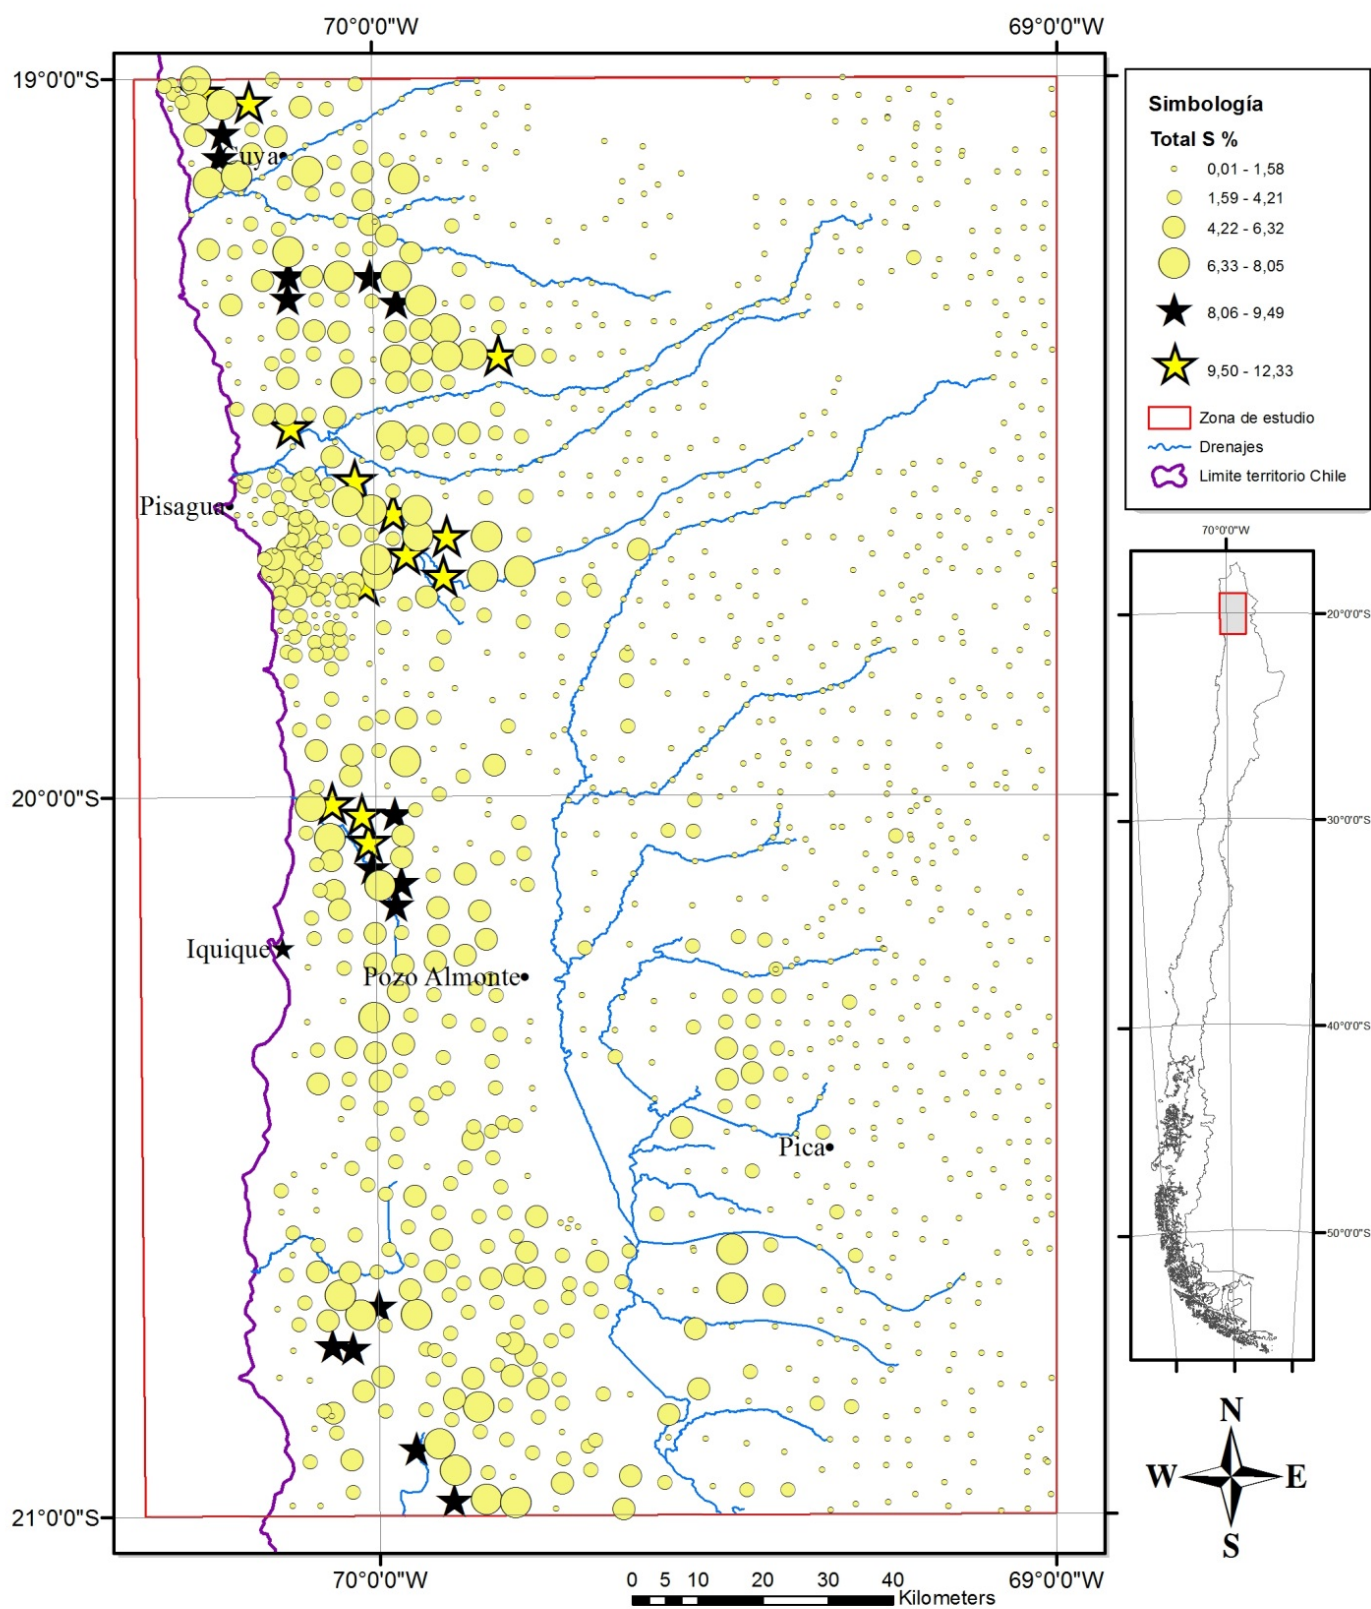 70°0'0"W
69°0'0"W
19°0'0"S
20°0'0"S
21°0'0"S
Cuya
Pisagua
Iquique
Pozo Almonte
Pica
70°0'0"W
69°0'0"W
0 5 10 20 30 40
Kilometers
Simbología
Total S %
0,01 - 1,58
1,59 - 4,21
4,22 - 6,32
6,33 - 8,05
8,06 - 9,49
9,50 - 12,33
Zona de estudio
Drenajes
Limite territorio Chile
70°0'0"W
20°0'0"S
30°0'0"S
40°0'0"S
50°0'0"S
N
W E
S